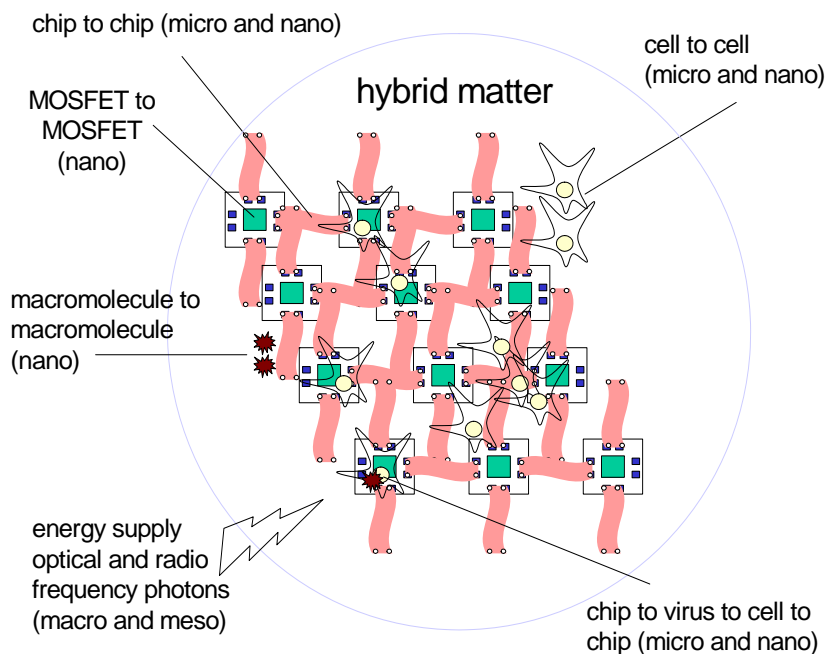 chip to chip (micro and nano)
cell to cell
(micro and nano)
hybrid matter
MOSFET to
MOSFET
(nano)
macromolecule to
macromolecule
(nano)
energy supply
optical and radio
frequency photons
(macro and meso)
chip to virus to cell to
chip (micro and nano)